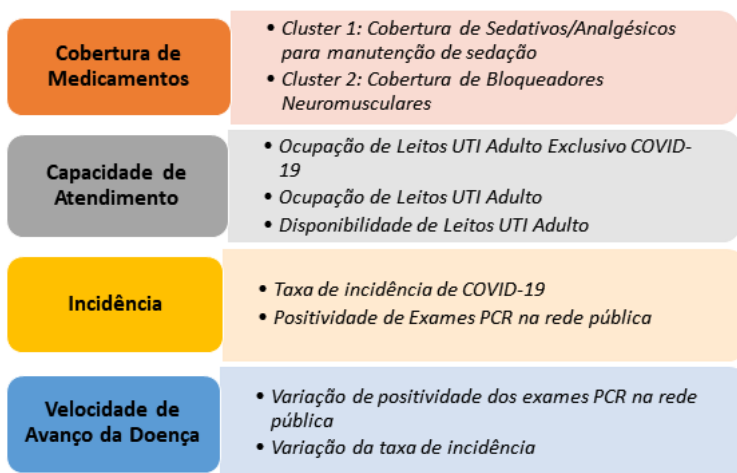 Cobertura de
Medicamentos
• Cluster 1: Cobertura de Sedativos/Analgésicos
para manutenção de sedação
• Cluster 2: Cobertura de Bloqueadores
Neuromusculares
Capacidade de
Atendimento
• Ocupação de Leitos UTI Adulto Exclusivo COVID-
19
• Ocupação de Leitos UTI Adulto
• Disponibilidade de Leitos UTI Adulto
Incidência
• Taxa de incidência de COVID-19
• Positividade de Exames PCR na rede pública
Velocidade de
Avanço da Doença
• Variação de positividade dos exames PCR na rede
pública
• Variação da taxa de incidência